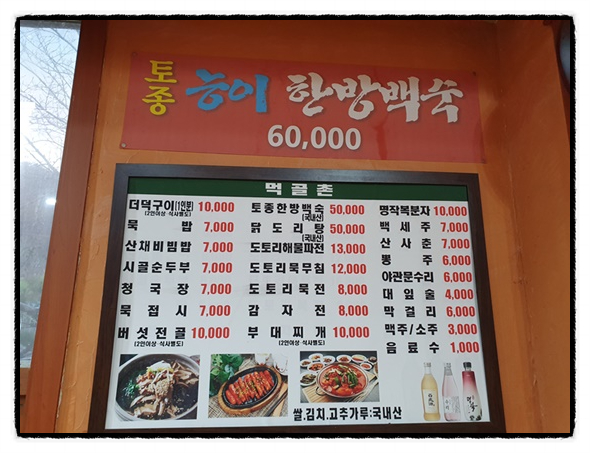 토종 능이 한방백숙
60,000
먹골촌
더덕구이(1인분) 10,000
(2인이상·식사별도)
묵밥 7,000
산채비빔밥 7,000
시골순두부 7,000
청국장 7,000
묵접시 7,000
버섯전골 10,000
(2인이상·식사별도)
토종한방백숙 50,000
(국내산)
닭도리탕 50,000
(국내산)
도토리해물파전 13,000
도토리묵무침 12,000
도토리묵전 8,000
감자전 8,000
부대찌개 10,000
(2인이상·식사별도)
명작복분자 10,000
백세주 7,000
산사춘 7,000
뽕주 6,000
야관문수리 6,000
대잎술 4,000
막걸리 6,000
맥주/소주 3,000
음료수 1,000
쌀.김치.고추가루:국내산